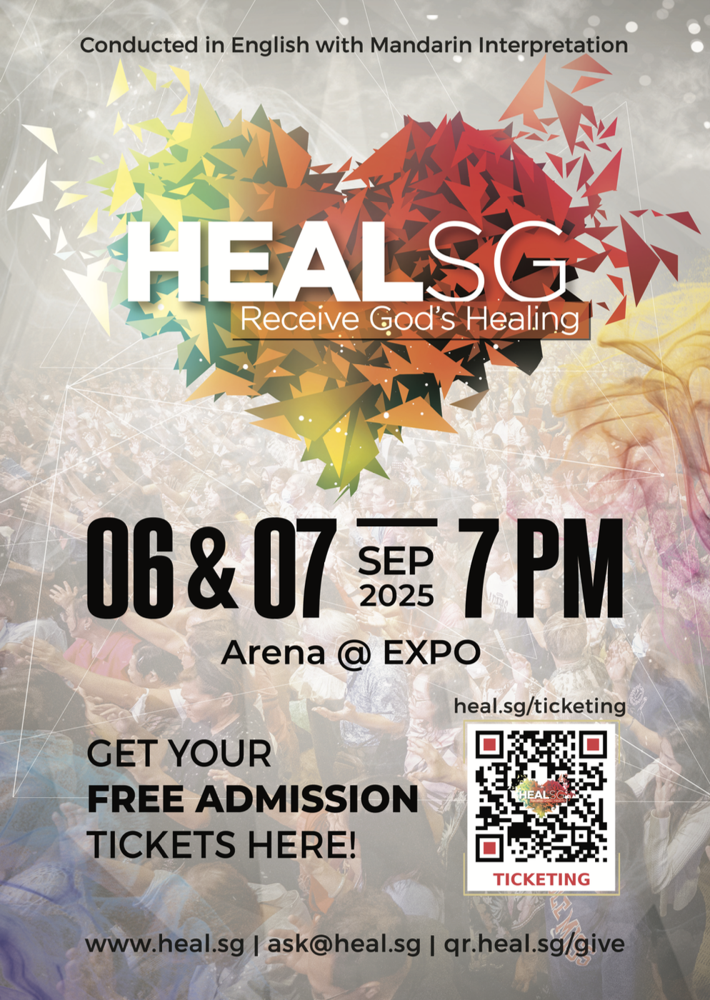 Conducted in English with Mandarin Interpretation
HEALSG
Receive God's Healing
06 & 07 SEP 2025 7 PM
Arena @ EXPO
heal.sg/ticketing
GET YOUR
FREE ADMISSION
TICKETS HERE!
HEALSG
TICKETING
www.heal.sg | ask@heal.sg | qr.heal.sg/give